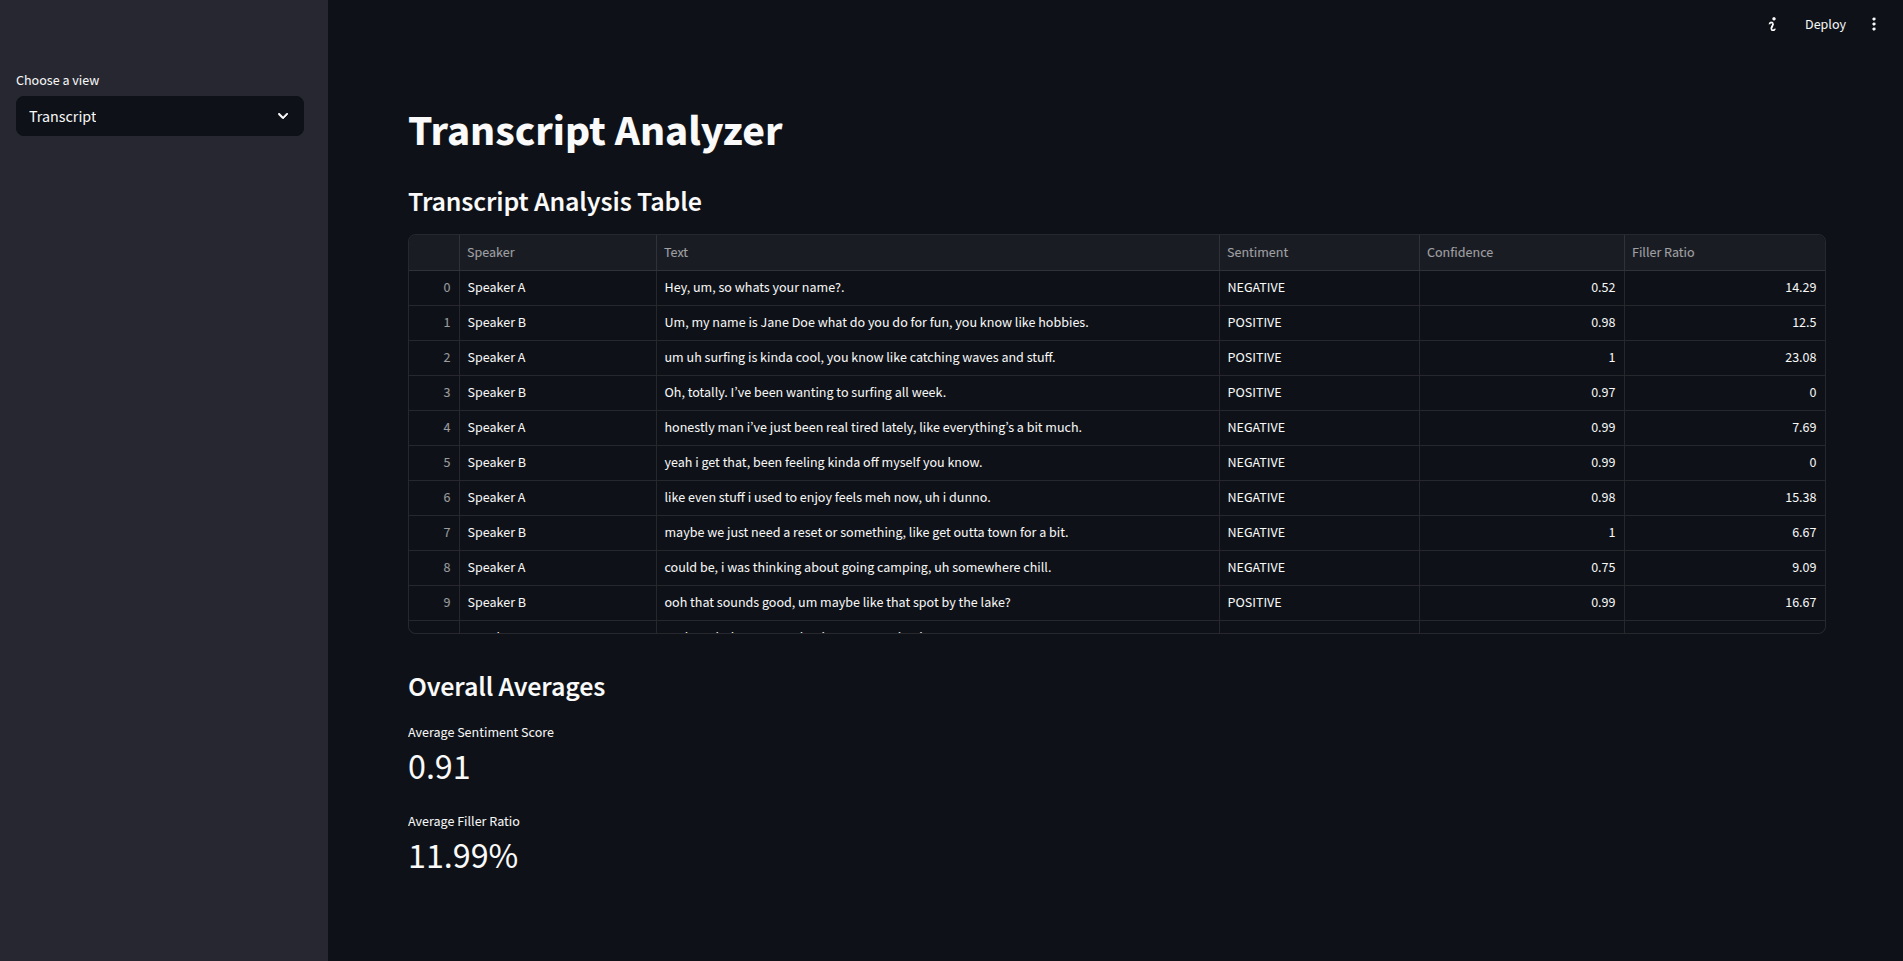 Deploy
Choose a view
Transcript
Transcript Analyzer
Transcript Analysis Table
Speaker Text Sentiment Confidence Filler Ratio
0 Speaker A Hey, um, so whats your name?. NEGATIVE 0.52 14.29
1 Speaker B Um, my name is Jane Doe what do you do for fun, you know like hobbies. POSITIVE 0.98 12.5
2 Speaker A um uh surfing is kinda cool, you know like catching waves and stuff. POSITIVE 1 23.08
3 Speaker B Oh, totally. I’ve been wanting to surfing all week. POSITIVE 0.97 0
4 Speaker A honestly man i’ve just been real tired lately, like everything’s a bit much. NEGATIVE 0.99 7.69
5 Speaker B yeah i get that, been feeling kinda off myself you know. NEGATIVE 0.99 0
6 Speaker A like even stuff i used to enjoy feels meh now, uh i dunno. NEGATIVE 0.98 15.38
7 Speaker B maybe we just need a reset or something, like get outta town for a bit. NEGATIVE 1 6.67
8 Speaker A could be, i was thinking about going camping, uh somewhere chill. NEGATIVE 0.75 9.09
9 Speaker B ooh that sounds good, um maybe like that spot by the lake? POSITIVE 0.99 16.67
Overall Averages
Average Sentiment Score
0.91
Average Filler Ratio
11.99%